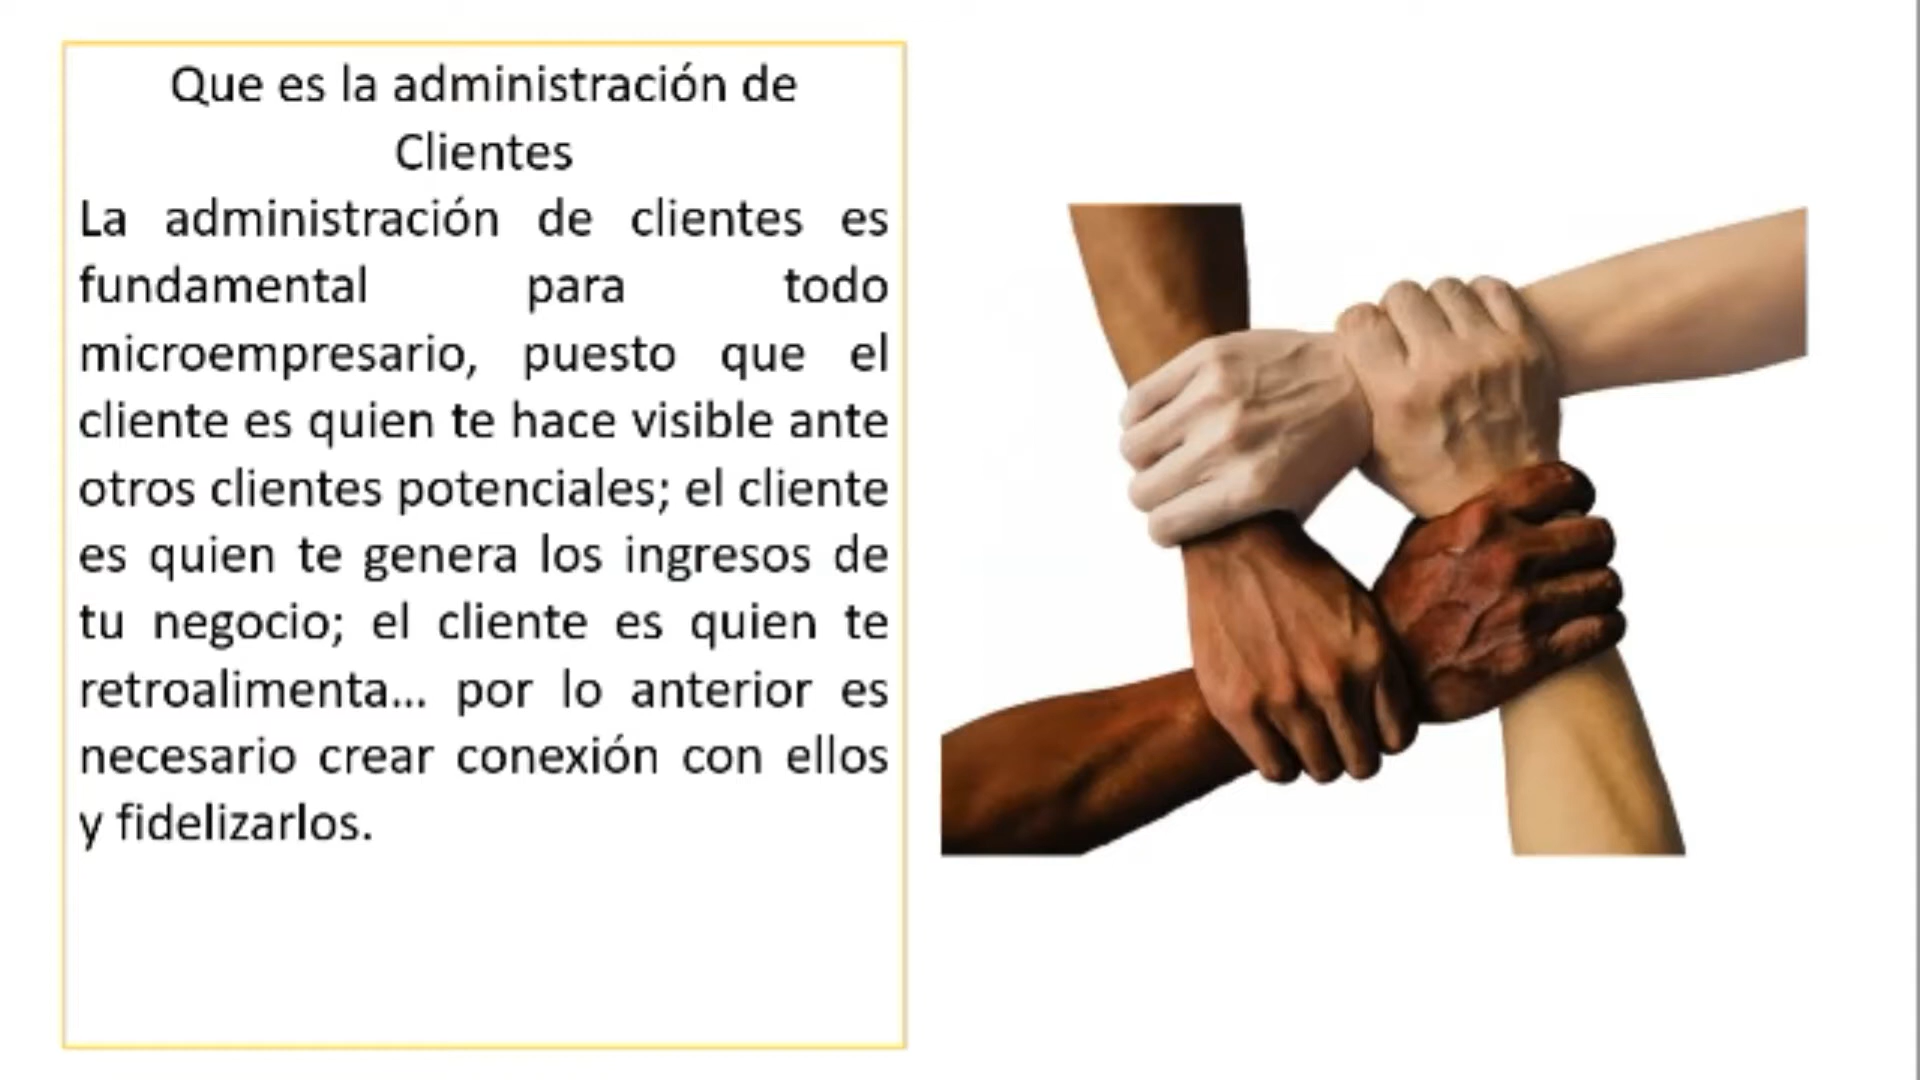 Que es la administración de
Clientes
La administración de clientes es
fundamental para todo
microempresario, puesto que el
cliente es quien te hace visible ante
otros clientes potenciales; el cliente
es quien te genera los ingresos de
tu negocio; el cliente es quien te
retroalimenta... por lo anterior es
necesario crear conexión con ellos
y fidelizarlos.